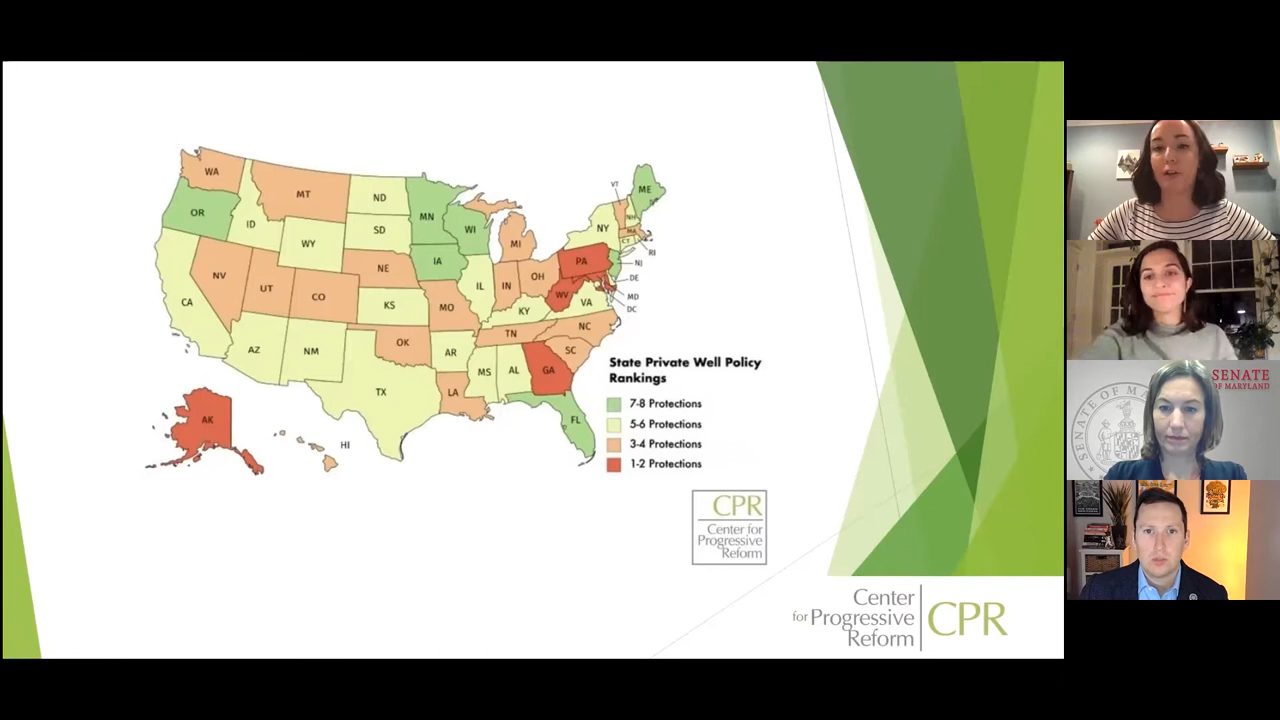 WA
MT
ND
MN
VT
ME
OR
ID
SD
WI
NY
NH
MA
WY
MI
CT
RI
IA
PA
NJ
NV
NE
OH
DE
UT
CO
IL
IN
WV
MD
CA
KS
MO
KY
VA
DC
TN
NC
AZ
NM
OK
AR
SC
MS
AL
GA
TX
LA
FL
AK
HI
State Private Well Policy
Rankings
7-8 Protections
5-6 Protections
3-4 Protections
1-2 Protections
CPR
Center for
Progressive
Reform
Center
for Progressive
Reform
CPR
SENATE
OF MARYLAND